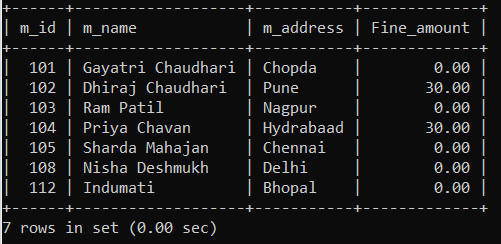 +------+-------------------+-----------+-------------+
| m_id | m_name            | m_address | Fine_amount |
+------+-------------------+-----------+-------------+
|  101 | Gayatri Chaudhari | Chopda    |        0.00 |
|  102 | Dhiraj Chaudhari  | Pune      |       30.00 |
|  103 | Ram Patil         | Nagpur    |        0.00 |
|  104 | Priya Chavan      | Hydrabaad |       30.00 |
|  105 | Sharda Mahajan    | Chennai   |        0.00 |
|  108 | Nisha Deshmukh    | Delhi     |        0.00 |
|  112 | Indumati          | Bhopal    |        0.00 |
+------+-------------------+-----------+-------------+
7 rows in set (0.00 sec)